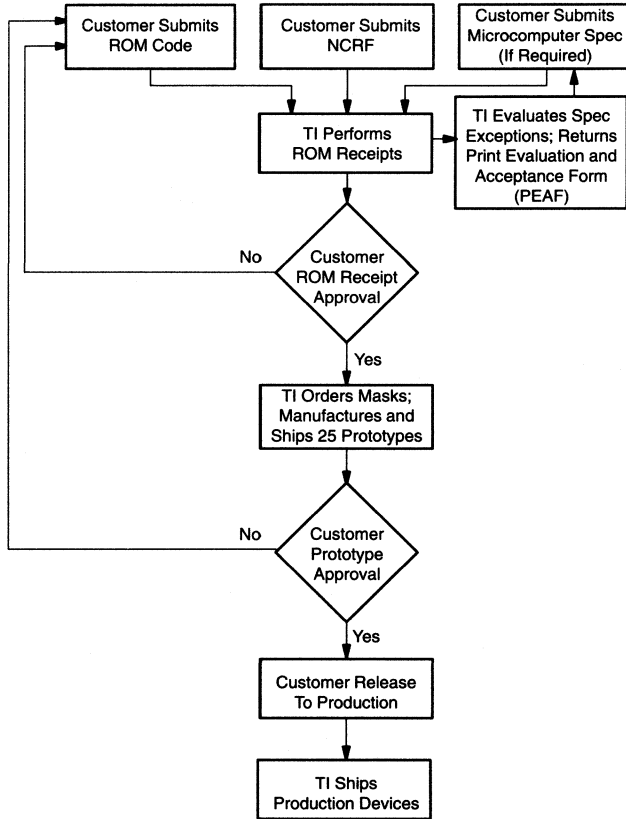 Customer Submits
ROM Code
Customer Submits
NCRF
Customer Submits
Microcomputer Spec
(If Required)
TI Performs
ROM Receipts
TI Evaluates Spec
Exceptions; Returns
Print Evaluation and
Acceptance Form
(PEAF)
No
Customer
ROM Receipt
Approval
Yes
TI Orders Masks;
Manufactures and
Ships 25 Prototypes
No
Customer
Prototype
Approval
Yes
Customer Release
To Production
TI Ships
Production Devices